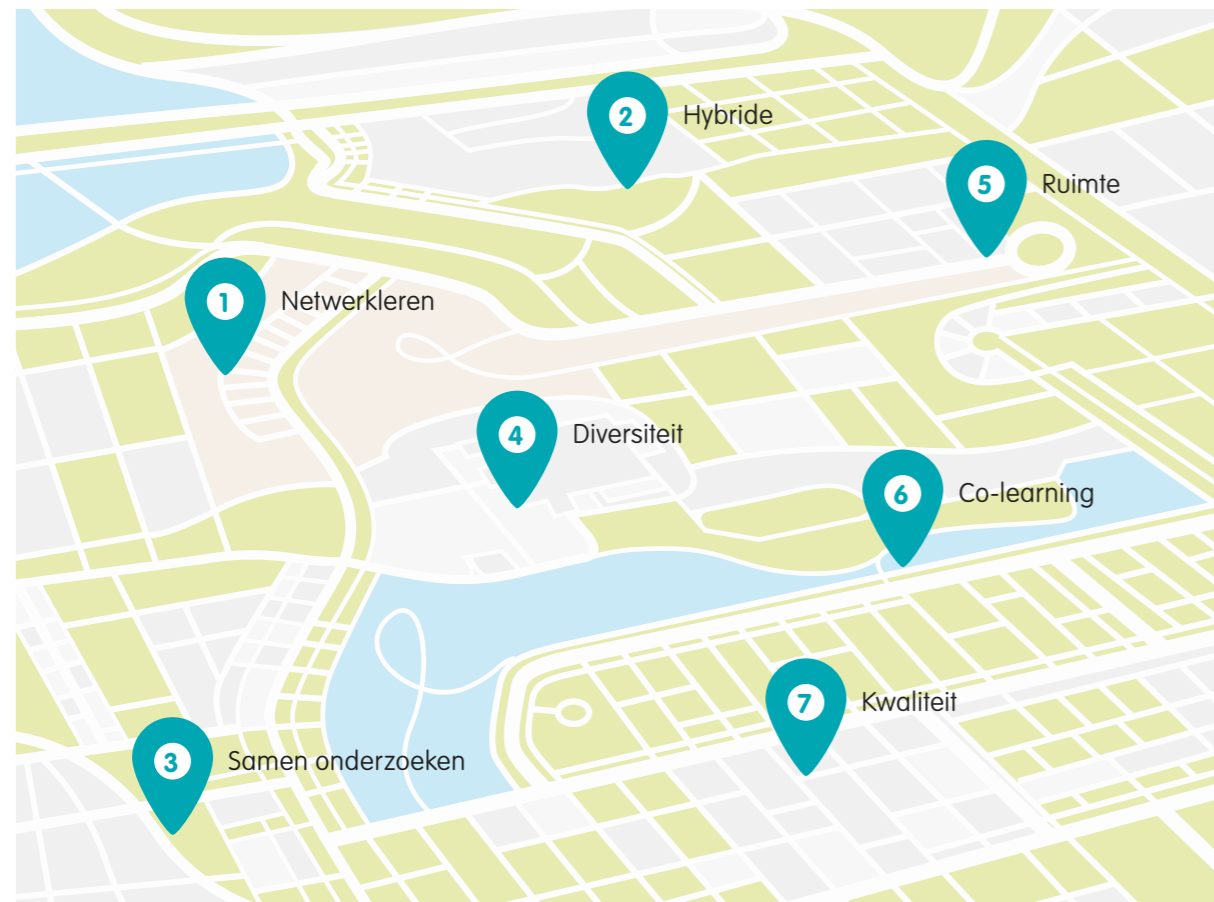 2 Hybride
5 Ruimte
1 Netwerkleren
4 Diversiteit
6 Co-learning
7 Kwaliteit
3 Samen onderzoeken